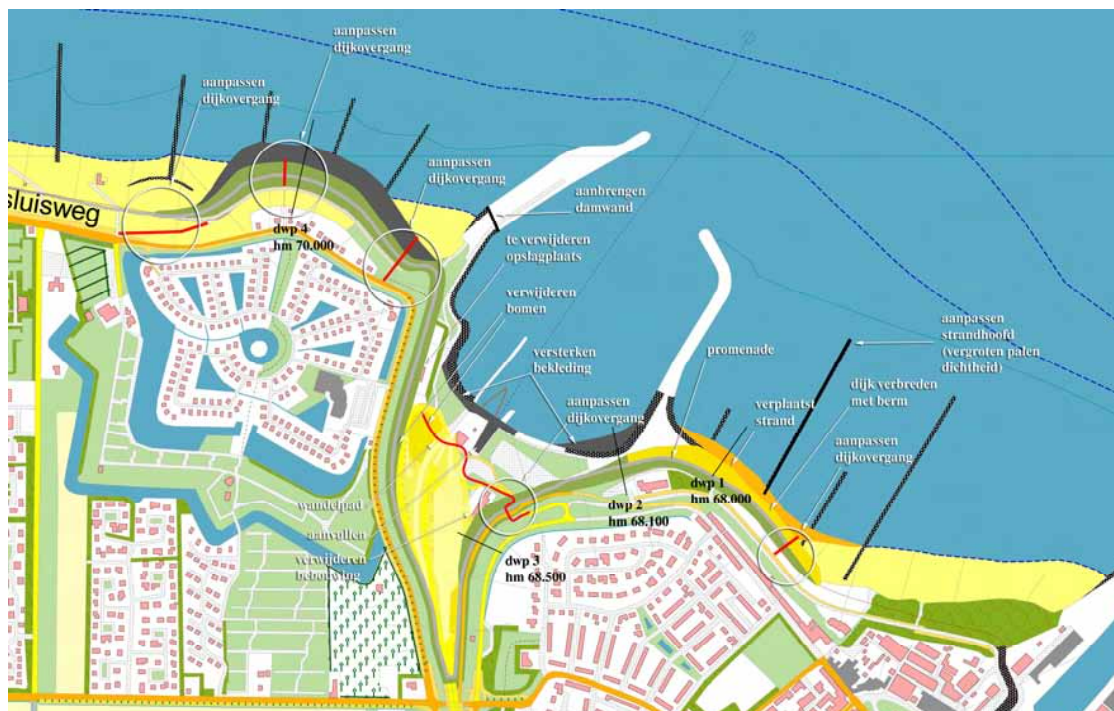 aanpassen
dijkovergang
aanpassen
dijkovergang
aanpassen
dijkovergang
sluisweg
dwp 4
hm 70.000
aanbrengen
damwand
te verwijderen
opslagplaats
verwijderen
bomen
versterken
bekleding
promenade
aanpassen
strandhoofd
(vergroten palen
dichtheid)
dijk verbreden
met berm
aanpassen
dijkovergang
verplaatst
strand
aanpassen
dijkovergang
dwp 1
hm 68.000
dwp 2
hm 68.100
wandelpad
aanvullen
verwijderen
bebouwing
dwp 3
hm 68.500